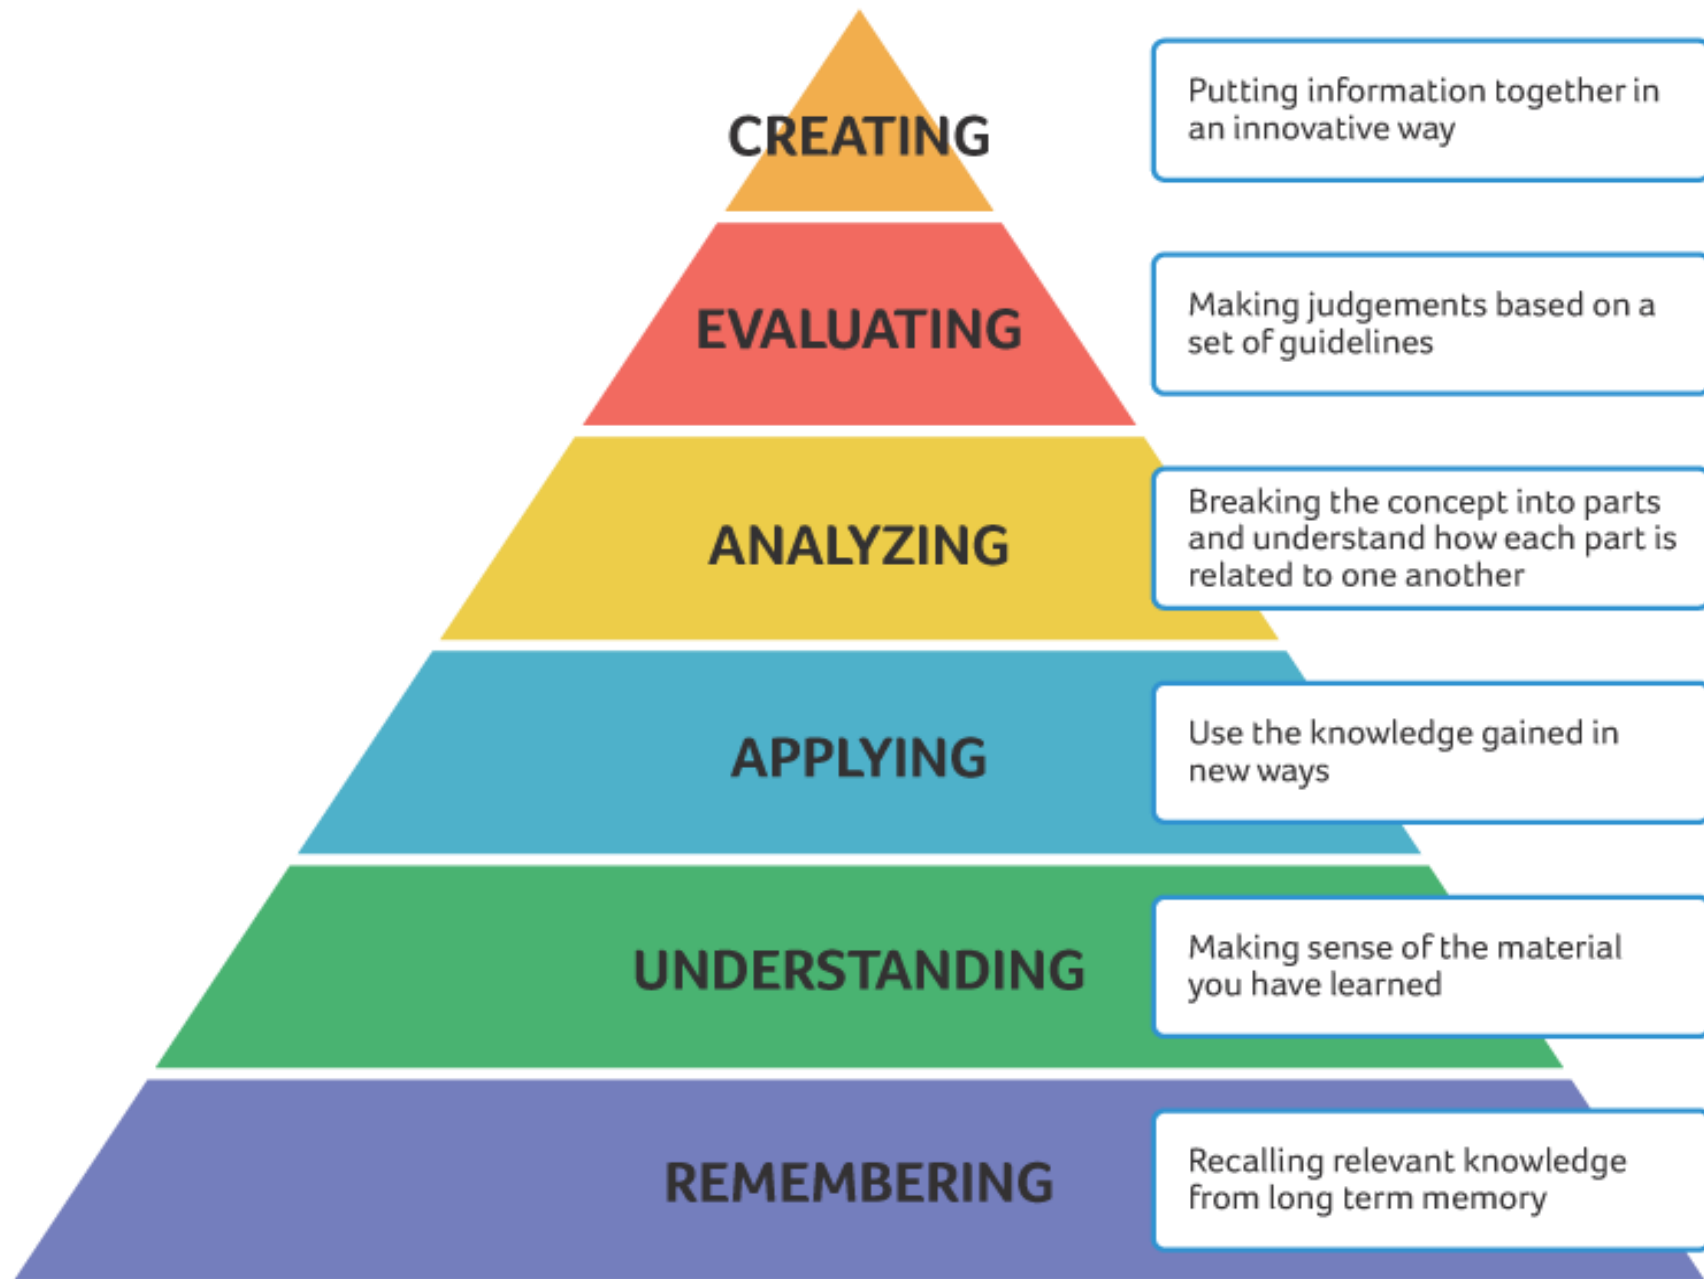 CREATING
Putting information together in
an innovative way
EVALUATING
Making judgements based on a
set of guidelines
ANALYZING
Breaking the concept into parts
and understand how each part is
related to one another
APPLYING
Use the knowledge gained in
new ways
UNDERSTANDING
Making sense of the material
you have learned
REMEMBERING
Recalling relevant knowledge
from long term memory